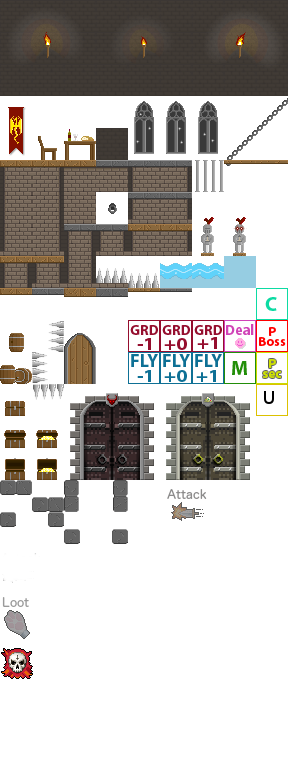 C
GRD GRD GRD Deal P
-1 +0 +1 Boss
FLY FLY FLY M P
-1 +0 +1 sec
U
Attack
Loot